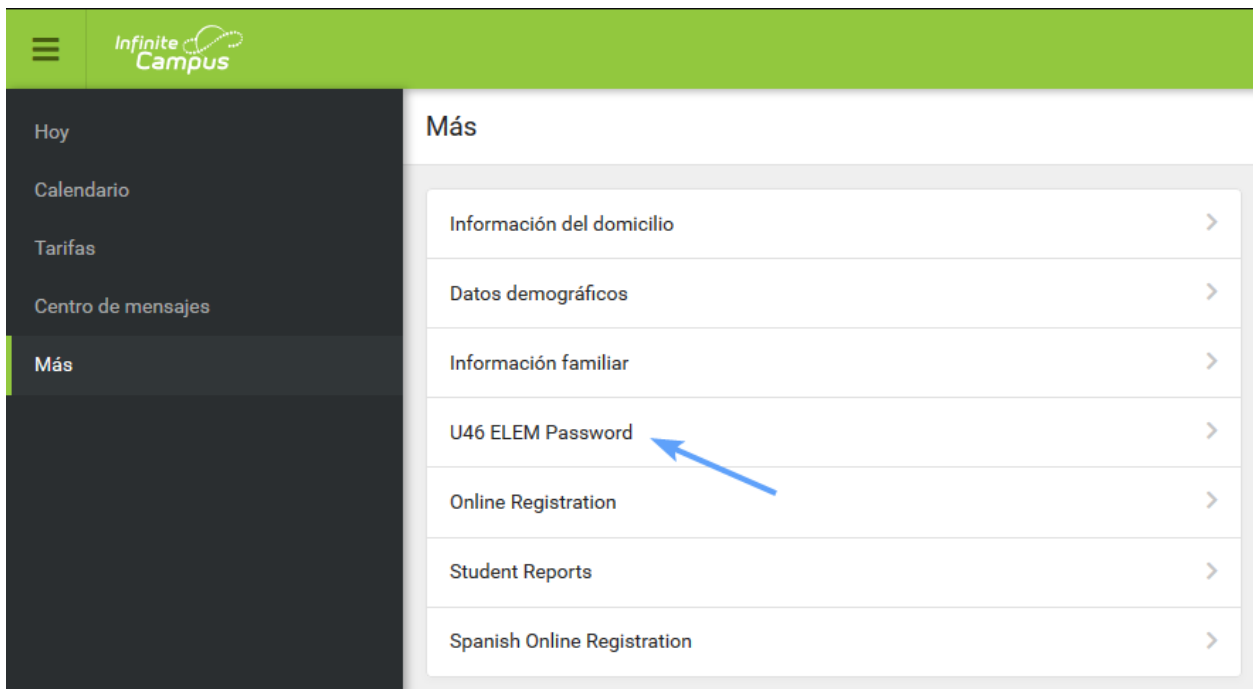 Infinite
Campus
Hoy
Calendario
Tarifas
Centro de mensajes
Más
Más
Información del domicilio
Datos demográficos
Información familiar
U46 ELEM Password
Online Registration
Student Reports
Spanish Online Registration